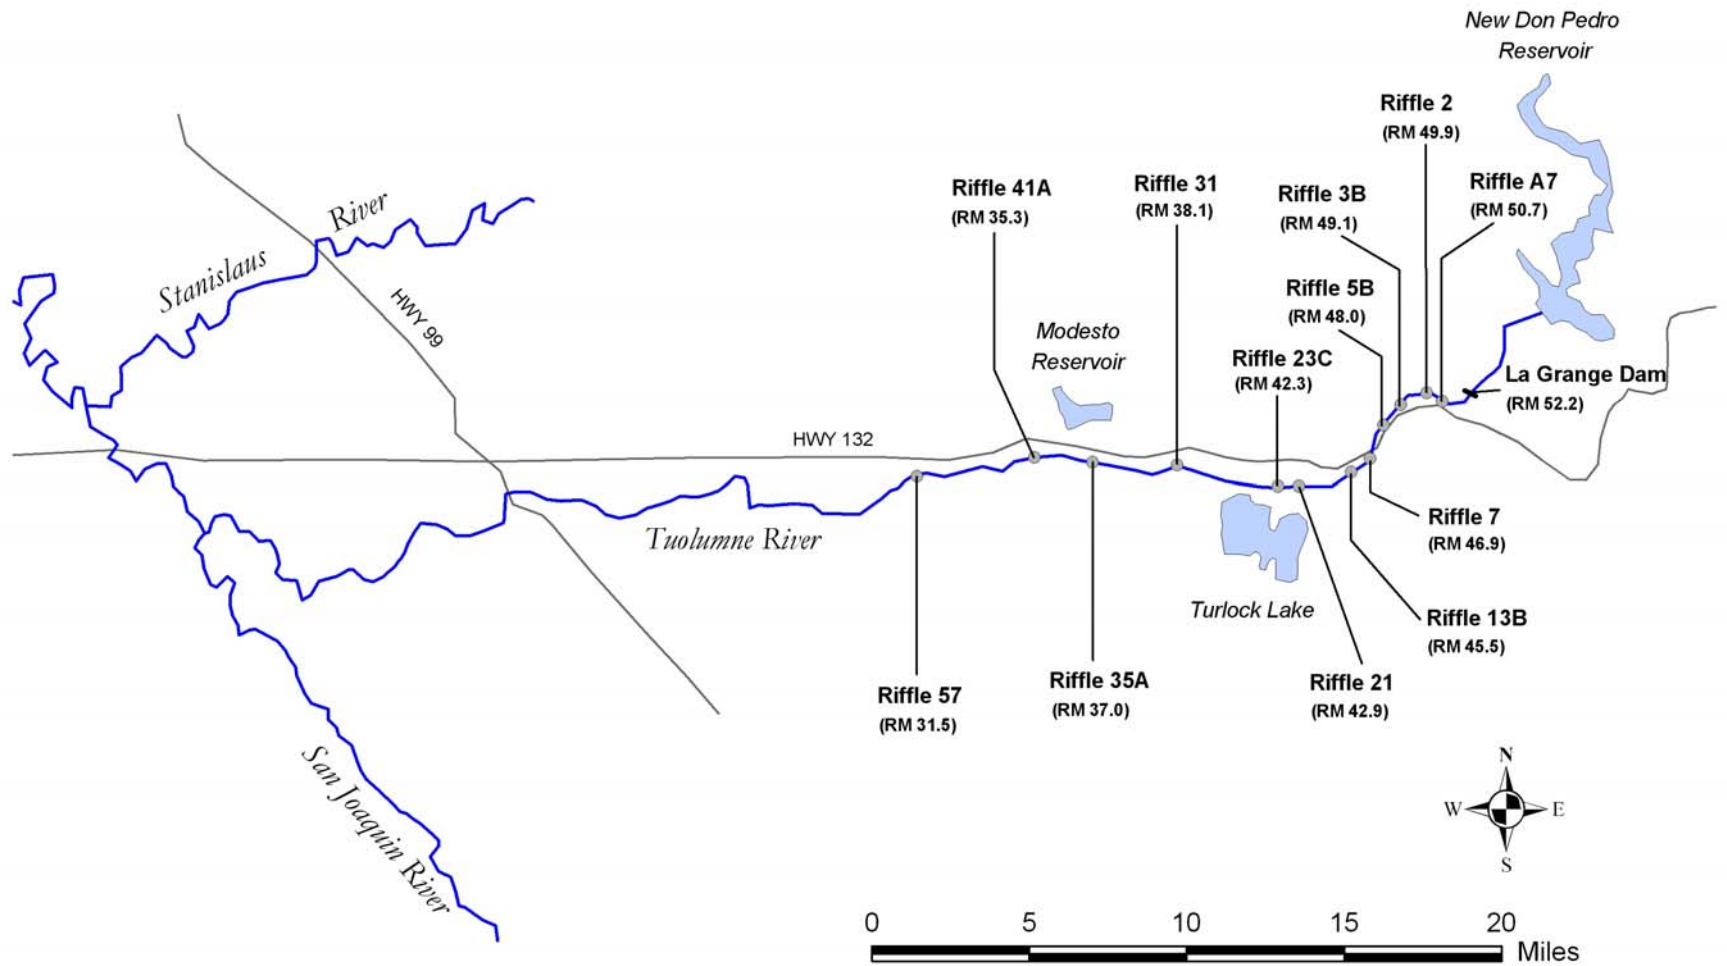 New Don Pedro
Reservoir
Riffle 2
(RM 49.9)
Riffle 41A
(RM 35.3)
Riffle 31
(RM 38.1)
Riffle 3B
(RM 49.1)
Riffle A7
(RM 50.7)
Stanislaus River
HWY 99
Riffle 5B
(RM 48.0)
Modesto
Reservoir
Riffle 23C
(RM 42.3)
La Grange Dam
(RM 52.2)
HWY 132
Tuolumne River
Riffle 7
(RM 46.9)
Turlock Lake
Riffle 13B
(RM 45.5)
Riffle 57
(RM 31.5)
Riffle 35A
(RM 37.0)
Riffle 21
(RM 42.9)
San Joaquin River
N
W E
S
0 5 10 15 20
Miles